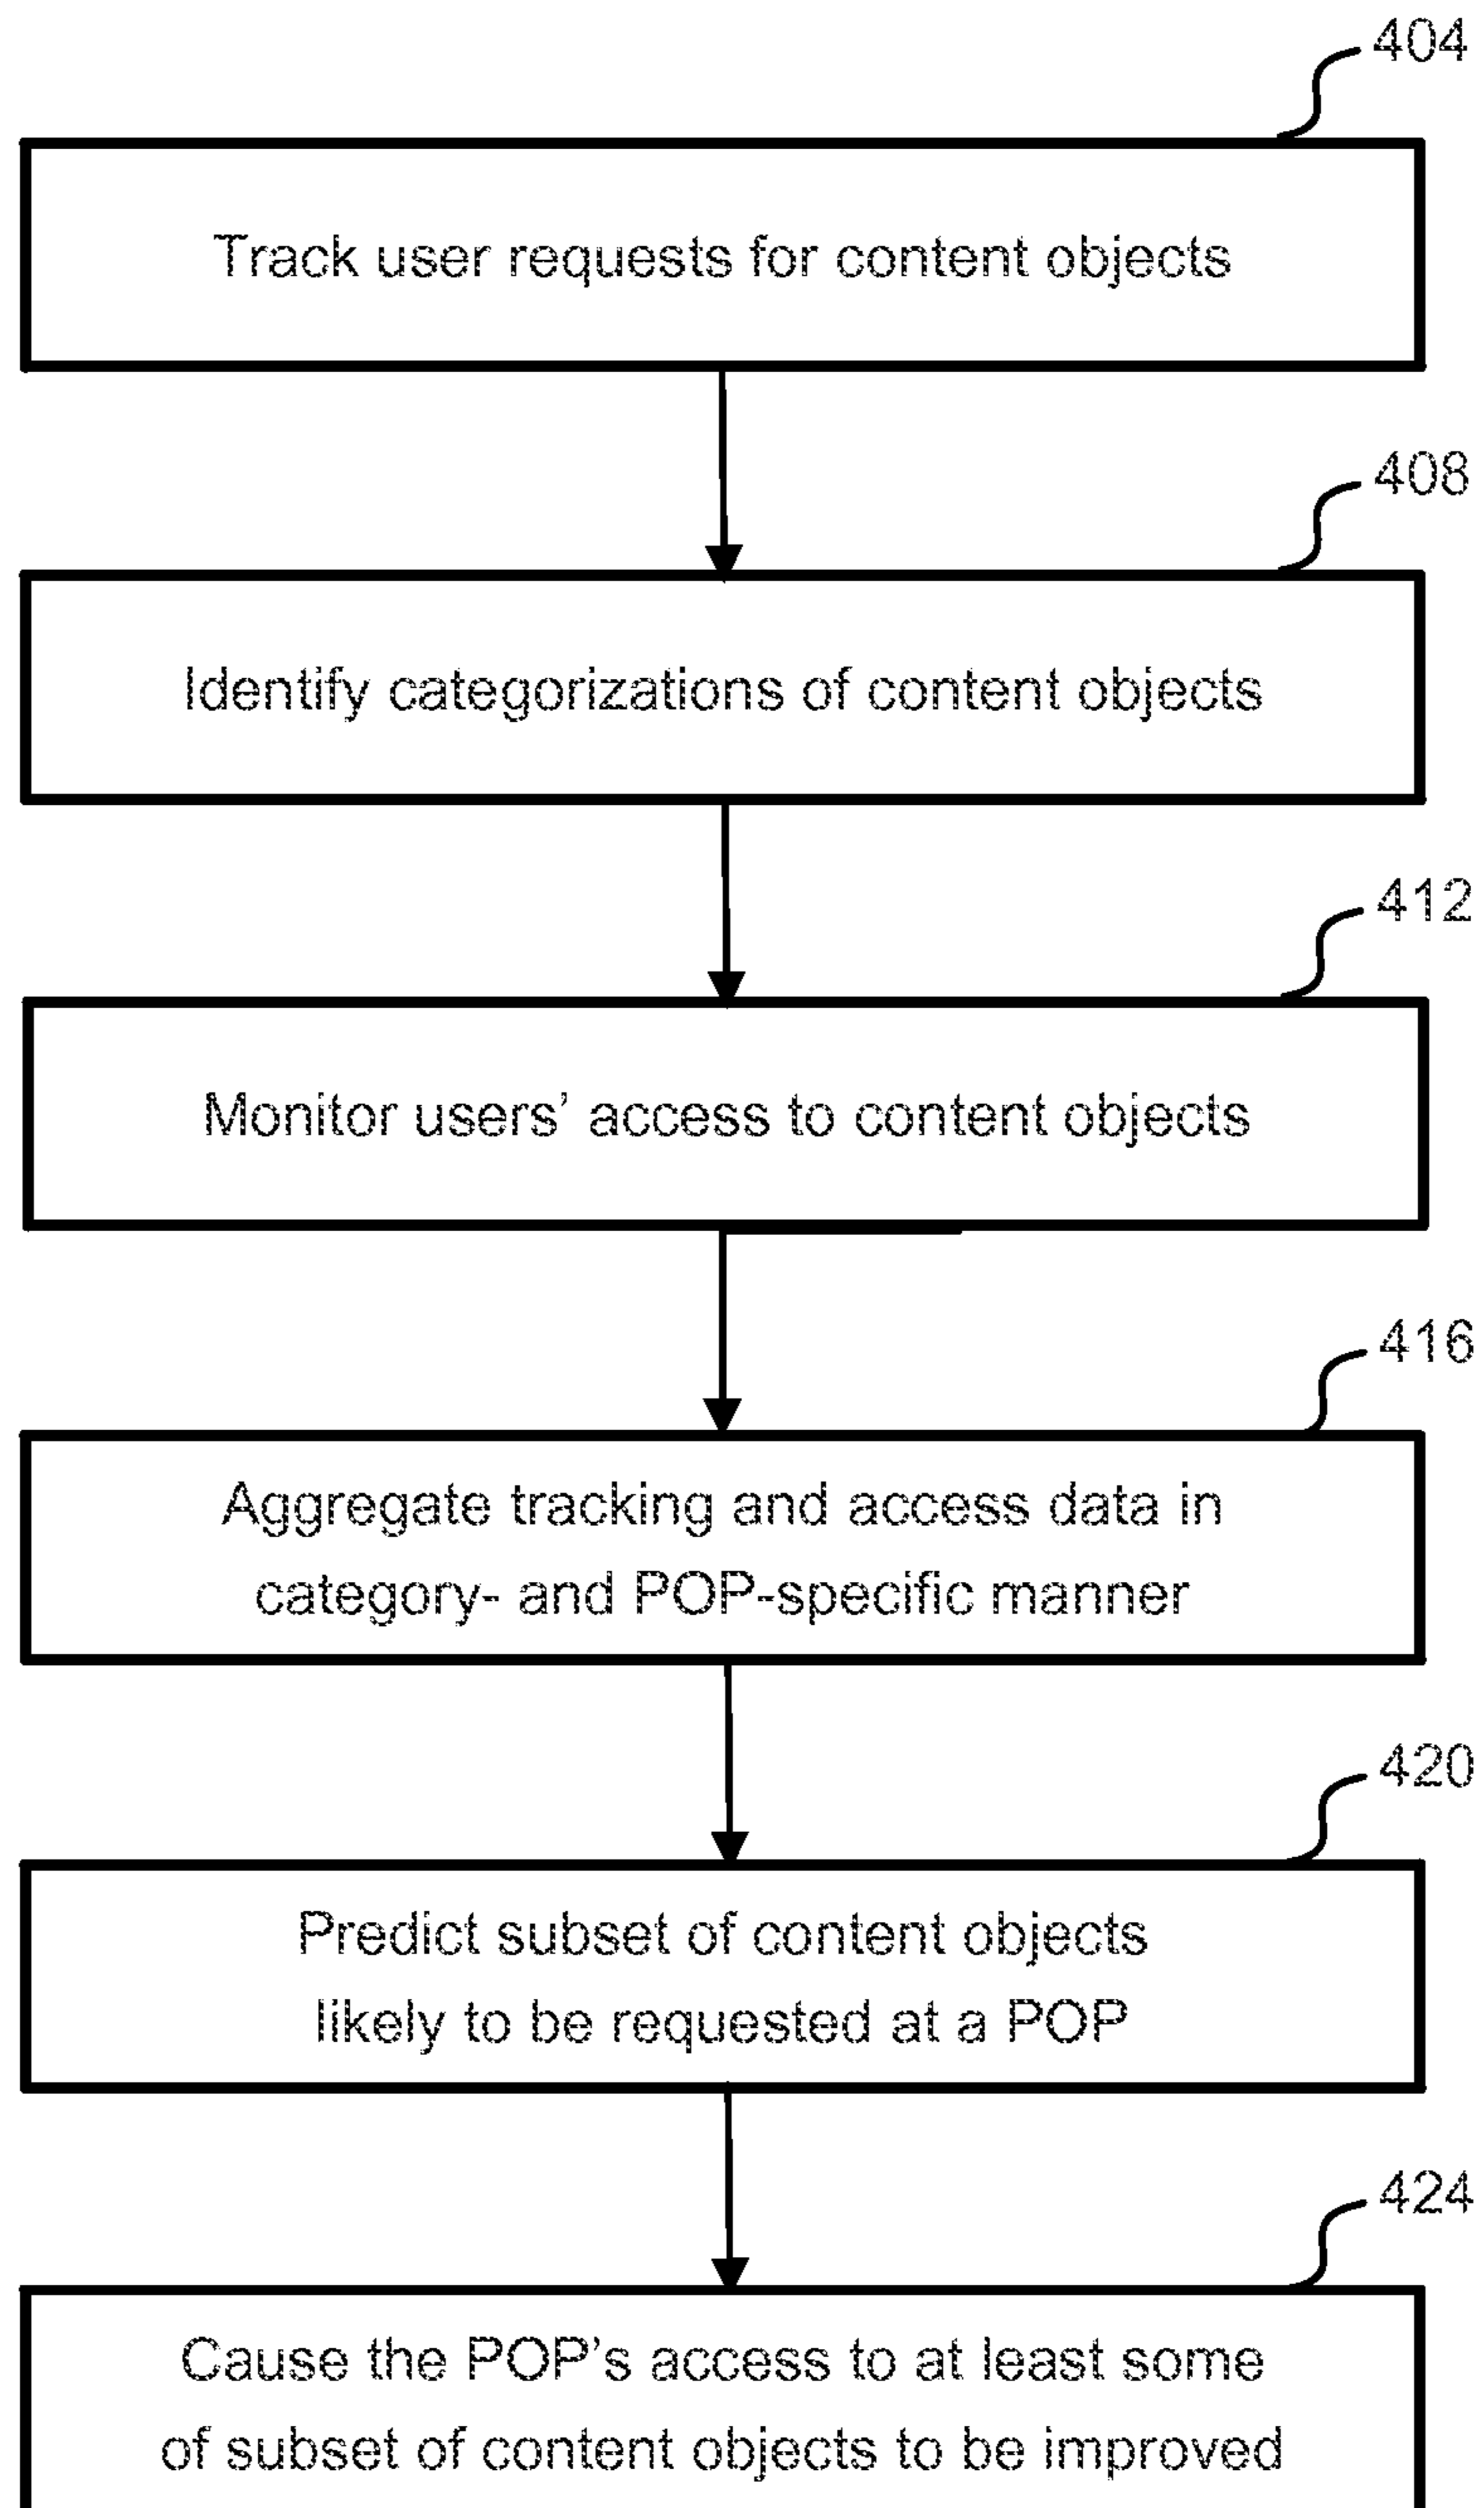 404
Track user requests for content objects
408
Identify categorizations of content objects
412
Monitor users' access to content objects
416
Aggregate tracking and access data in
category- and POP-specific manner
420
Predict subset of content objects
likely to be requested at a POP
424
Cause the POP's access to at least some
of subset of content objects to be improved